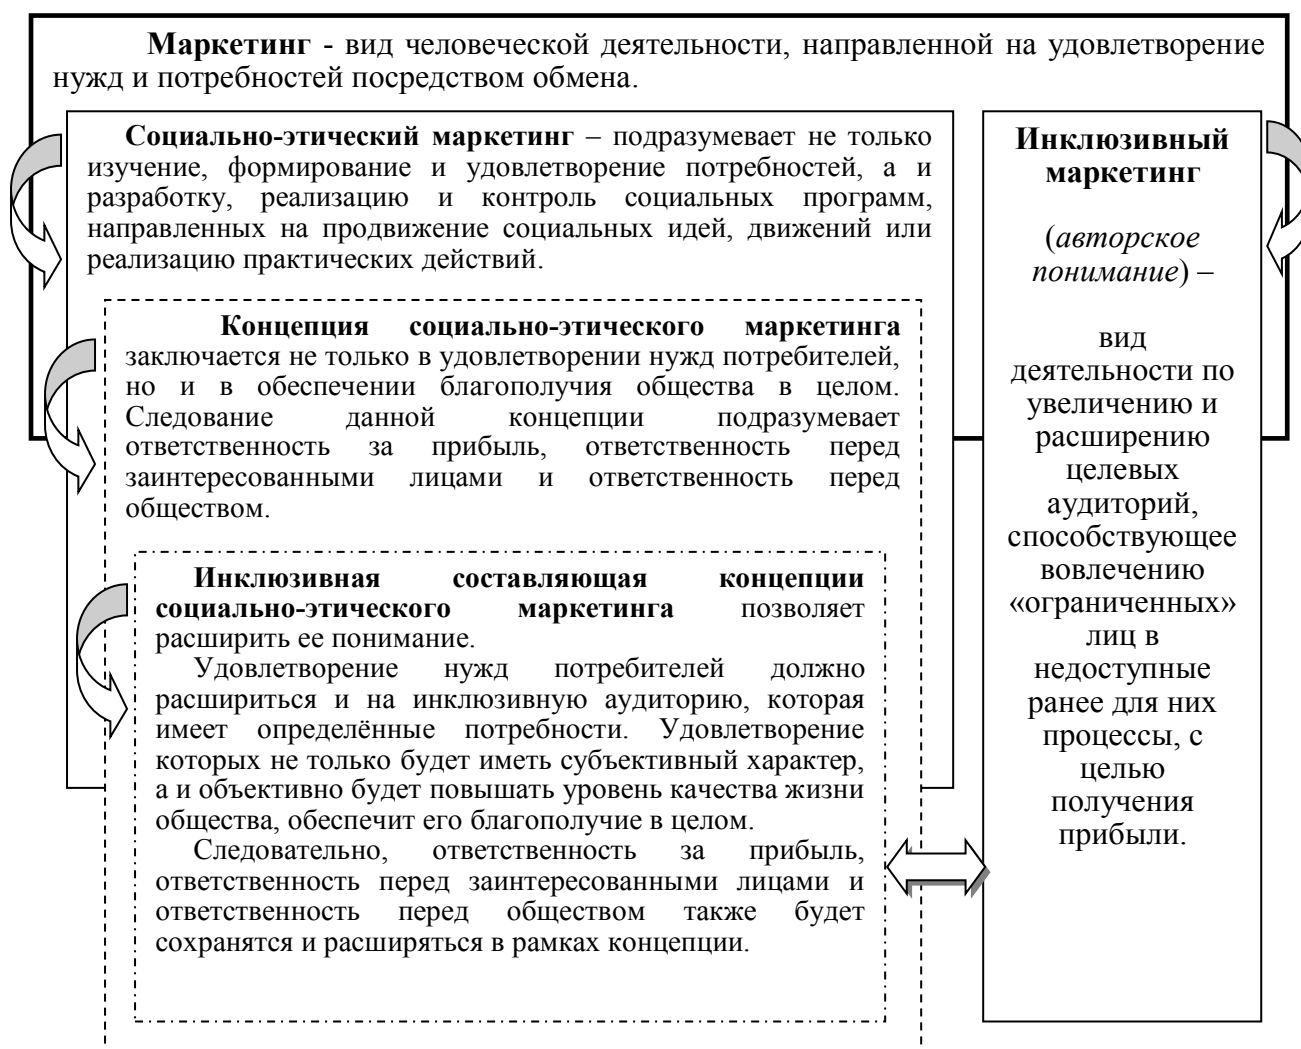 Маркетинг - вид человеческой деятельности, направленной на удовлетворение
нужд и потребностей посредством обмена.
Социально-этический маркетинг – подразумевает не только
изучение, формирование и удовлетворение потребностей, а и
разработку, реализацию и контроль социальных программ,
направленных на продвижение социальных идей, движений или
реализацию практических действий.
Концепция социально-этического маркетинга
заключается не только в удовлетворении нужд потребителей,
но и в обеспечении благополучия общества в целом.
Следование данной концепции подразумевает
ответственность за прибыль, ответственность перед
заинтересованными лицами и ответственность перед
обществом.
Инклюзивная составляющая концепции
социально-этического маркетинга позволяет
расширить ее понимание.
Удовлетворение нужд потребителей должно
расшириться и на инклюзивную аудиторию, которая
имеет определённые потребности. Удовлетворение
которых не только будет иметь субъективный характер,
а и объективно будет повышать уровень качества жизни
общества, обеспечит его благополучие в целом.
Следовательно, ответственность за прибыль,
ответственность перед заинтересованными лицами и
ответственность перед обществом также будет
сохранятся и расширяться в рамках концепции.
Инклюзивный
маркетинг
(авторское
понимание) –
вид
деятельности по
увеличению и
расширению
целевых
аудиторий,
способствующее
вовлечению
«ограниченных»
лиц в
недоступные
ранее для них
процессы, с
целью
получения
прибыли.